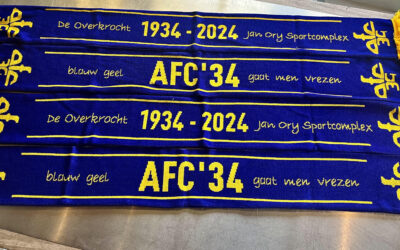 De Overkrocht 1934 - 2024 Jan Ory Sportcomplex
blauw geel AFC'34 gaat men vrezen
De Overkrocht 1934 - 2024 Jan Ory Sportcomplex
blauw geel AFC'34 gaat men vrezen